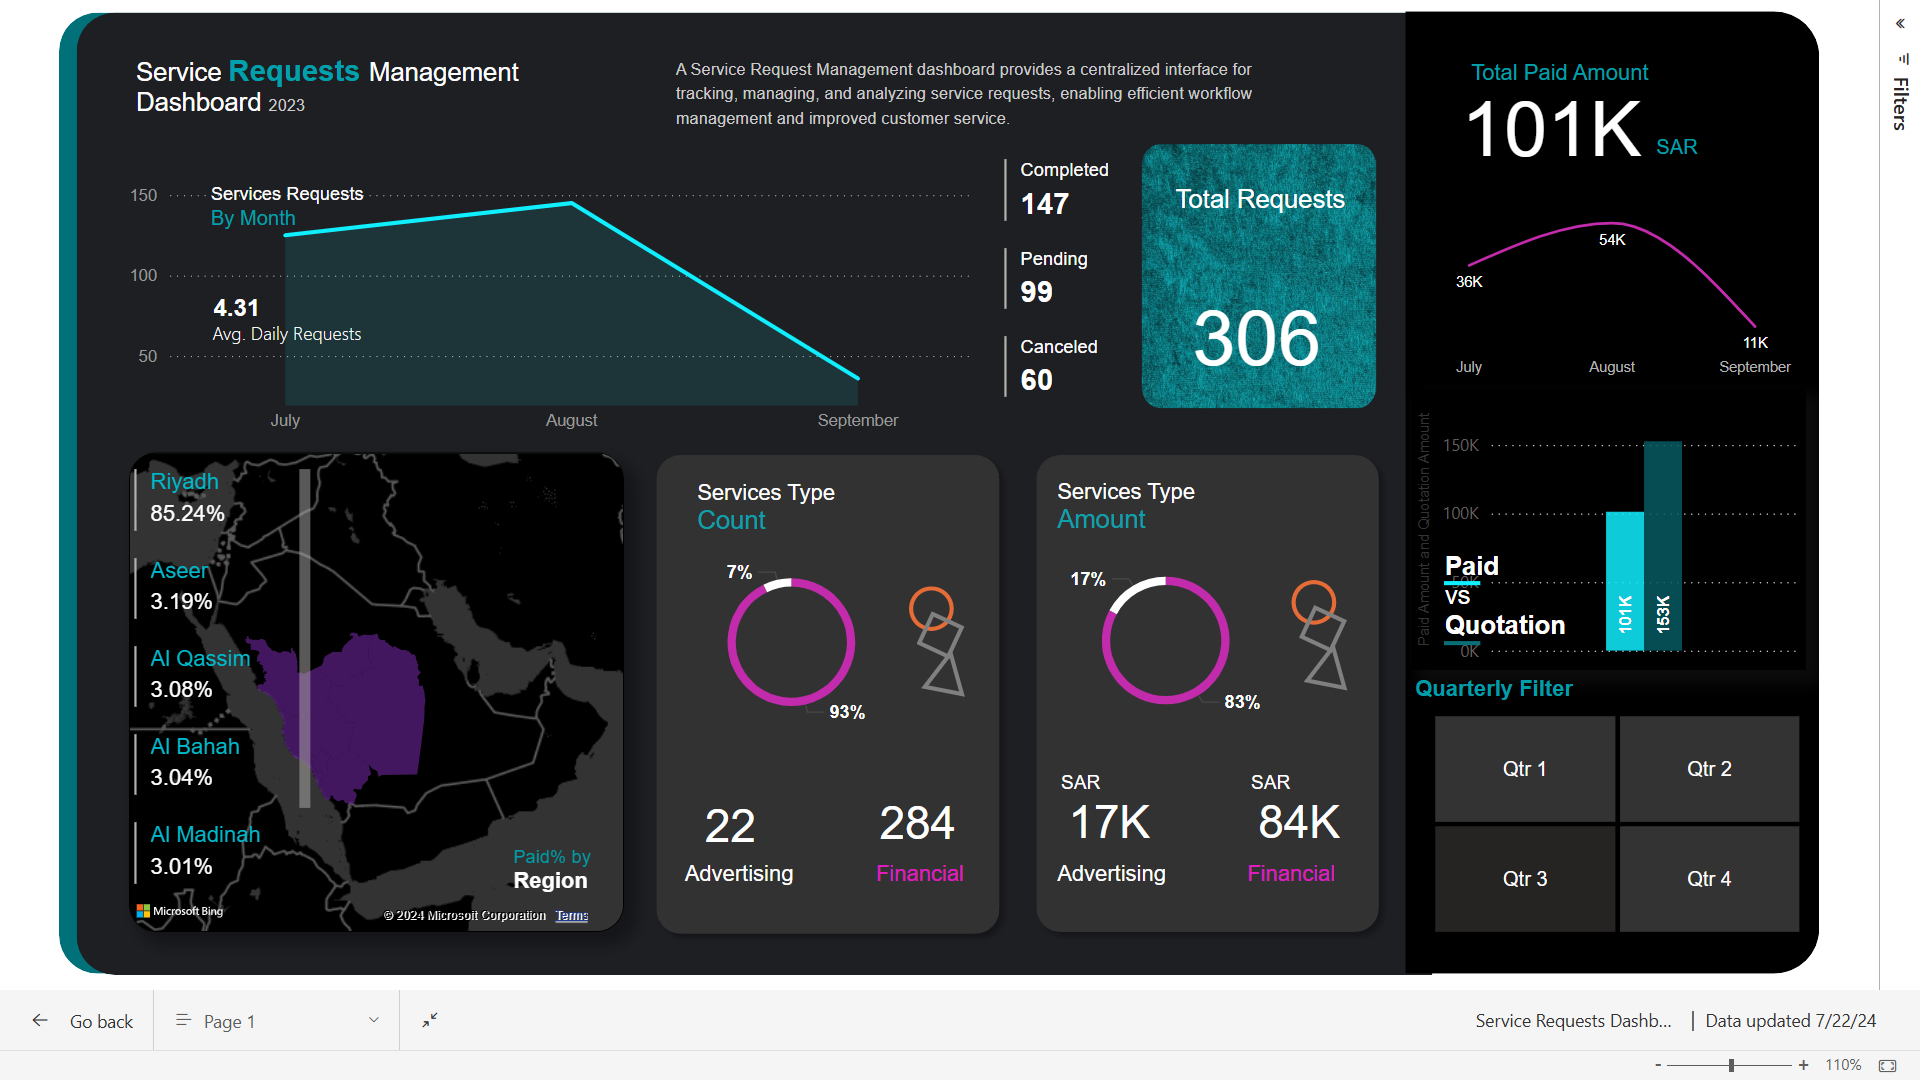 Service Requests Management
Dashboard 2023
A Service Request Management dashboard provides a centralized interface for
tracking, managing, and analyzing service requests, enabling efficient workflow
management and improved customer service.
Services Requests
By Month
150
100
50
4.31
Avg. Daily Requests
July
August
September
Completed
147
Pending
99
Canceled
60
Total Requests
306
Total Paid Amount
101K SAR
36K
54K
11K
July
August
September
Paid Amount and Quotation Amount
150K
100K
50K
0K
Paid
VS
Quotation
101K
153K
Quarterly Filter
Qtr 1
Qtr 2
Qtr 3
Qtr 4
Riyadh
85.24%
Aseer
3.19%
Al Qassim
3.08%
Al Bahah
3.04%
Al Madinah
3.01%
Paid% by
Region
Microsoft Bing
© 2024 Microsoft Corporation Terms
Services Type
Count
7%
93%
22
Advertising
284
Financial
Services Type
Amount
17%
83%
SAR
17K
Advertising
SAR
84K
Financial
Filters
Go back
Page 1
Service Requests Dashb... | Data updated 7/22/24
- + 110%